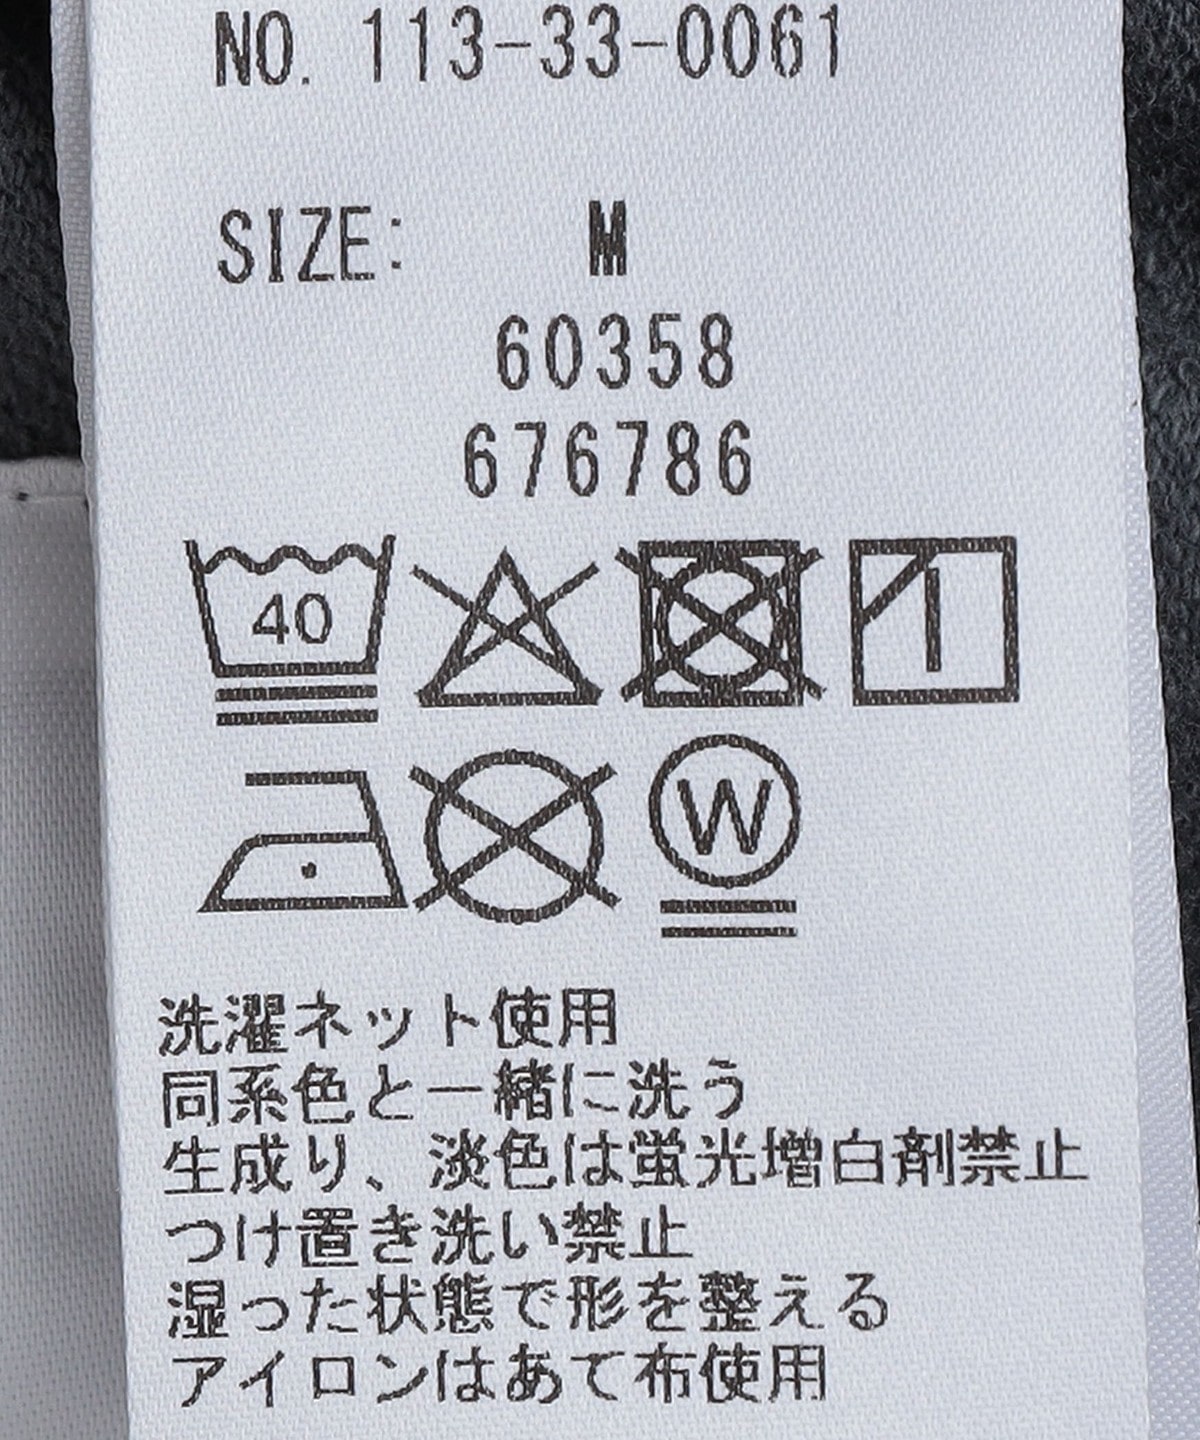 NO. 113-33-0061
SIZE: M
60358
676786
40
W
洗濯ネット使用
同系色と一緒に洗う
生成り、淡色は蛍光増白剤禁止
つけ置き洗い禁止
湿った状態で形を整える
アイロンはあて布使用